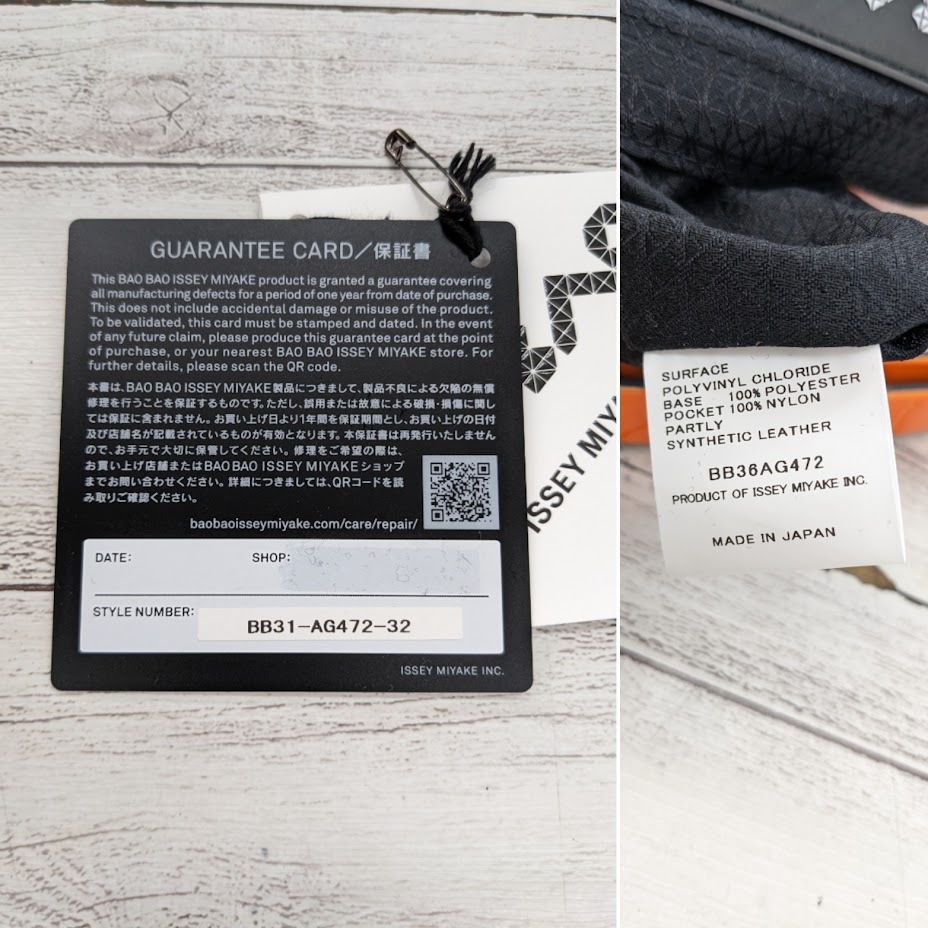 GUARANTEE CARD/保証書
This BAO BAO ISSEY MIYAKE product is granted a guarantee covering
all manufacturing defects for a period of one year from date of purchase.
This does not include accidental damage or misuse of the product.
To be validated, this card must be stamped and dated. In the event
of any future claim, please produce this guarantee card at the point
of purchase, or your nearest BAO BAO ISSEY MIYAKE store. For
further details, please scan the QR code.
本書は、BAO BAO ISSEY MIYAKE製品につきまして、製品不良による欠陥の無償
修理を行うことを保証するものです。ただし、誤用または故意による破損・損傷に関し
ては保証に含まれません。お買い上げ日より1年間を保証期間とし、お買い上げの日付
及び店舗名が記載されているものが有効となります。本保証書は再発行いたしません
ので、お手元で大切に保管してください。修理をご希望の際は、
お買い上げ店舗またはBAO BAO ISSEY MIYAKEショップ
までお問い合わせください。詳細につきましては、QRコードを読
み取りご確認ください。
baobaoisseymiyake.com/care/repair/
DATE: SHOP:
STYLE NUMBER: BB31-AG472-32
ISSEY MIYAKE INC.
ISSEY
SURFACE
POLYVINYL CHLORIDE
BASE 100% POLYESTER
POCKET 100% NYLON
PARTLY
SYNTHETIC LEATHER
BB36AG472
PRODUCT OF ISSEY MIYAKE INC.
MADE IN JAPAN